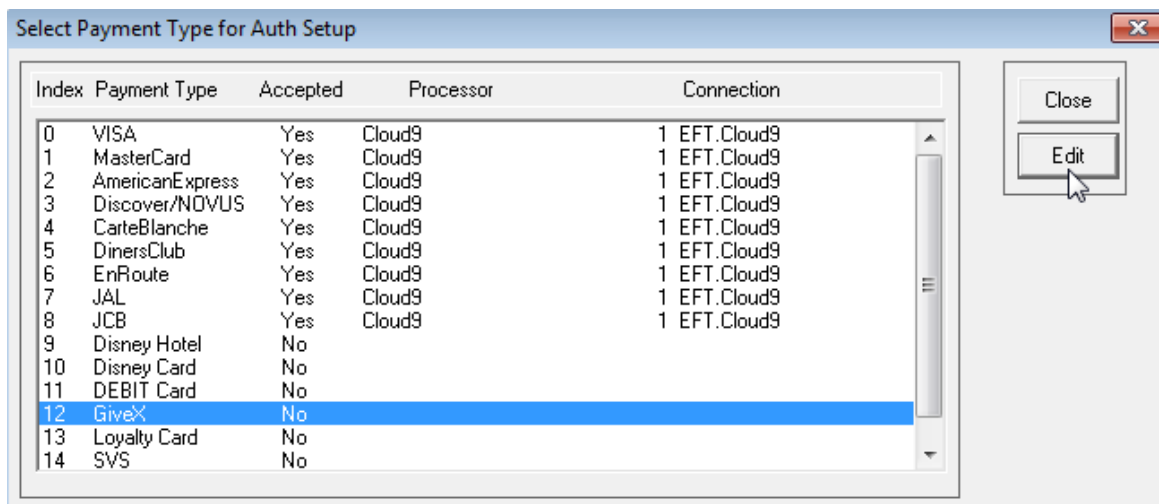 Select Payment Type for Auth Setup
Index Payment Type Accepted Processor Connection
0 VISA Yes Cloud9 1 EFT.Cloud9
1 MasterCard Yes Cloud9 1 EFT.Cloud9
2 AmericanExpress Yes Cloud9 1 EFT.Cloud9
3 Discover/NOVUS Yes Cloud9 1 EFT.Cloud9
4 CarteBlanche Yes Cloud9 1 EFT.Cloud9
5 DinersClub Yes Cloud9 1 EFT.Cloud9
6 EnRoute Yes Cloud9 1 EFT.Cloud9
7 JAL Yes Cloud9 1 EFT.Cloud9
8 JCB Yes Cloud9 1 EFT.Cloud9
9 Disney Hotel No
10 Disney Card No
11 DEBIT Card No
12 GiveX No
13 Loyalty Card No
14 SVS No
Close
Edit